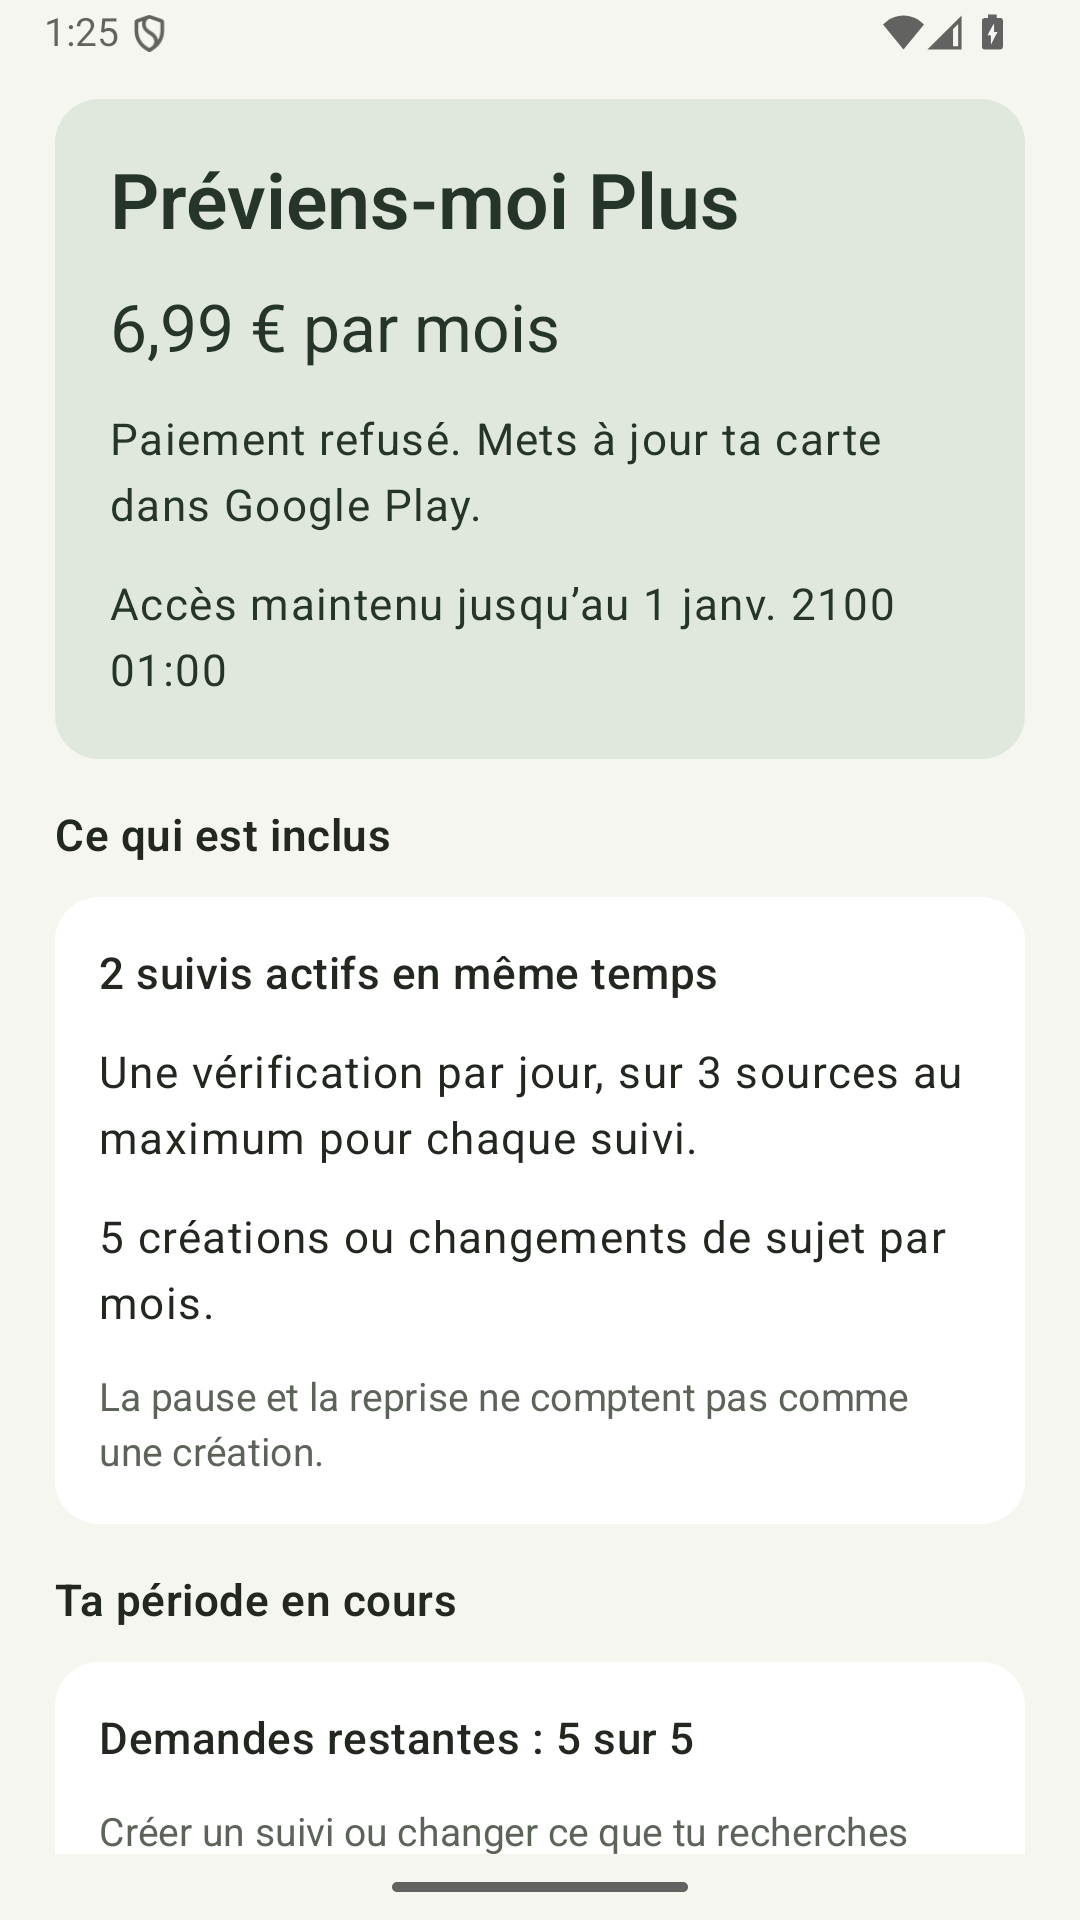 1:25
Préviens-moi Plus
6,99 € par mois
Paiement refusé. Mets à jour ta carte
dans Google Play.
Accès maintenu jusqu’au 1 janv. 2100
01:00
Ce qui est inclus
2 suivis actifs en même temps
Une vérification par jour, sur 3 sources au
maximum pour chaque suivi.
5 créations ou changements de sujet par
mois.
La pause et la reprise ne comptent pas comme
une création.
Ta période en cours
Demandes restantes : 5 sur 5
Créer un suivi ou changer ce que tu recherches